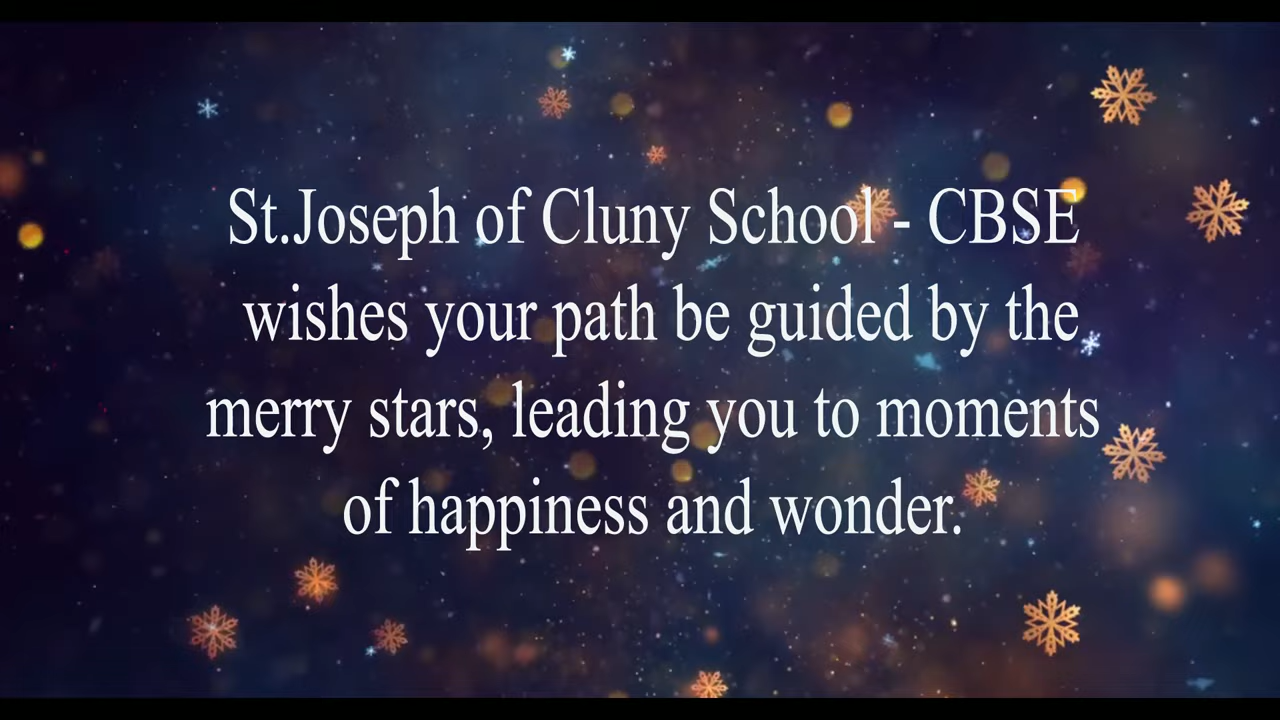 St.Joseph of Cluny School - CBSE
wishes your path be guided by the
merry stars, leading you to moments
of happiness and wonder.